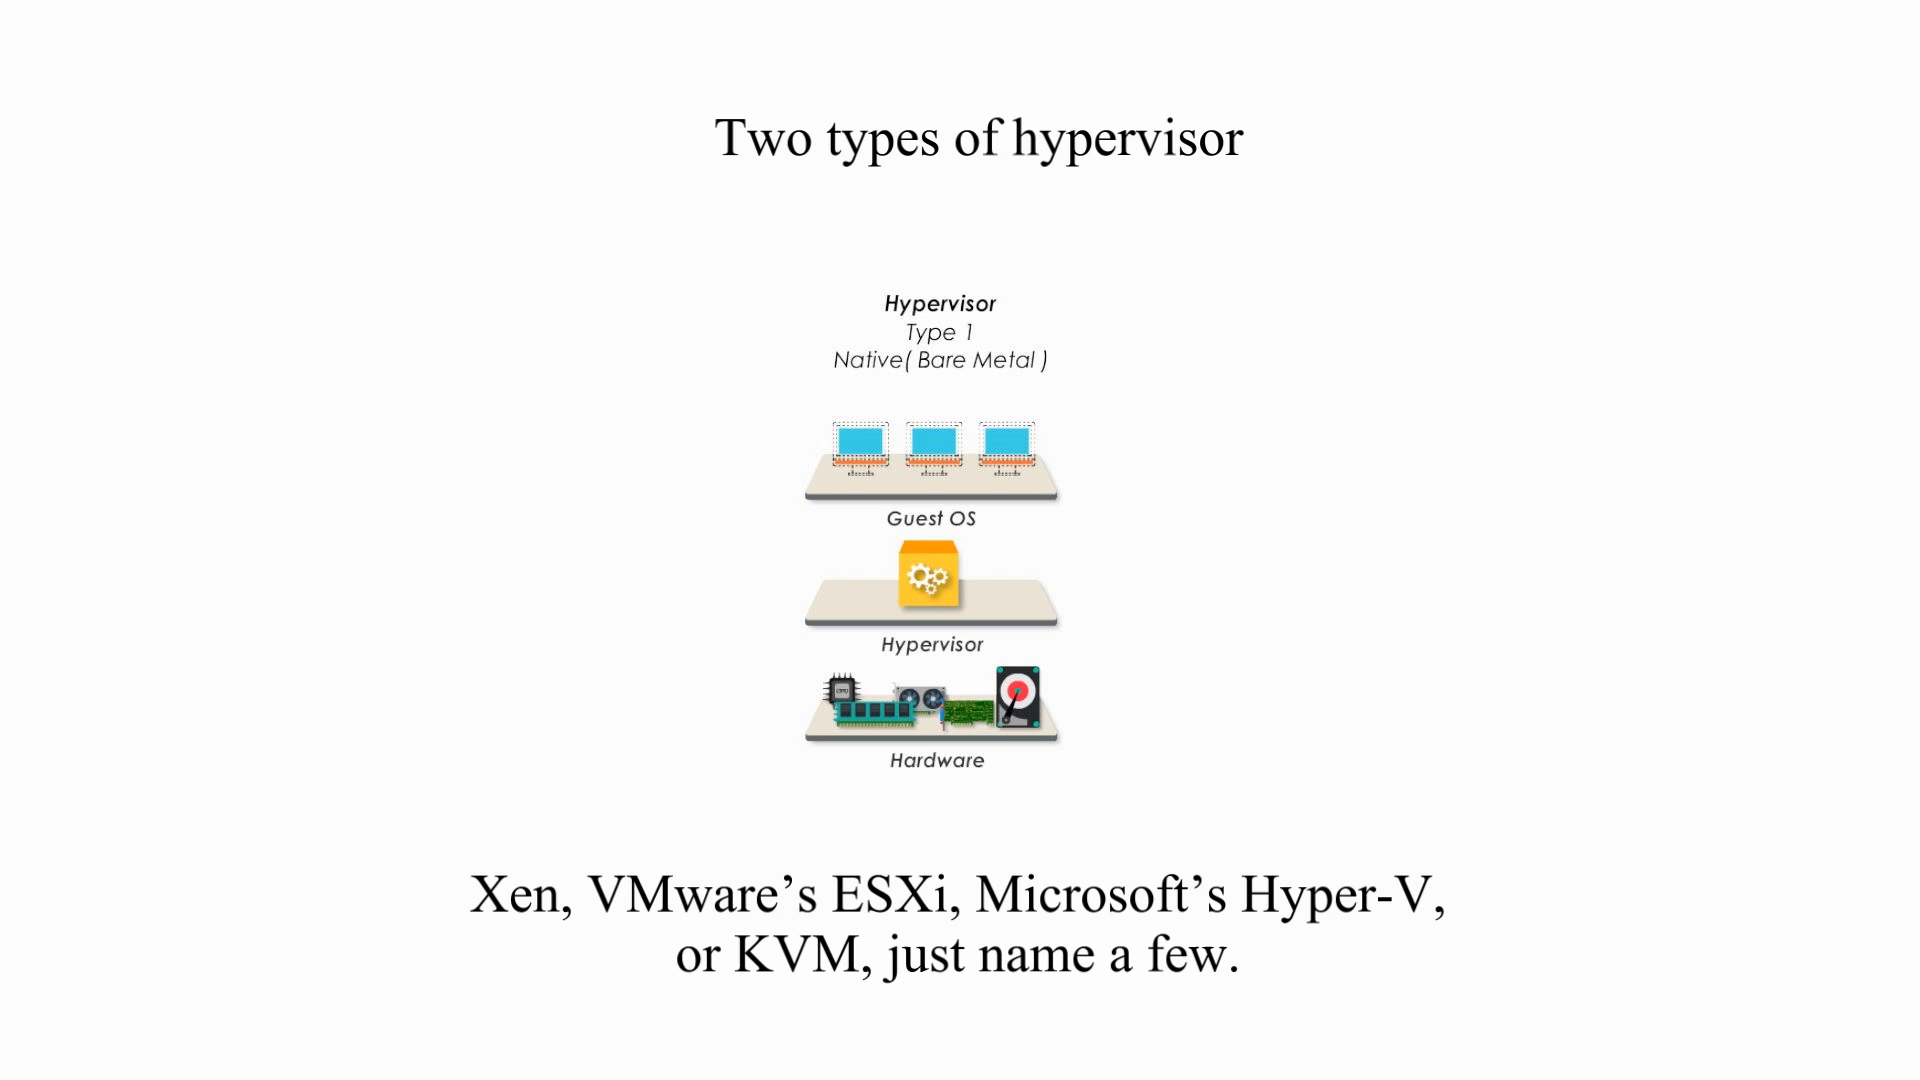 Two types of hypervisor
Hypervisor
Type 1
Native( Bare Metal )
Guest OS
Hypervisor
CPU
Hardware
Xen, VMware’s ESXi, Microsoft’s Hyper-V,
or KVM, just name a few.